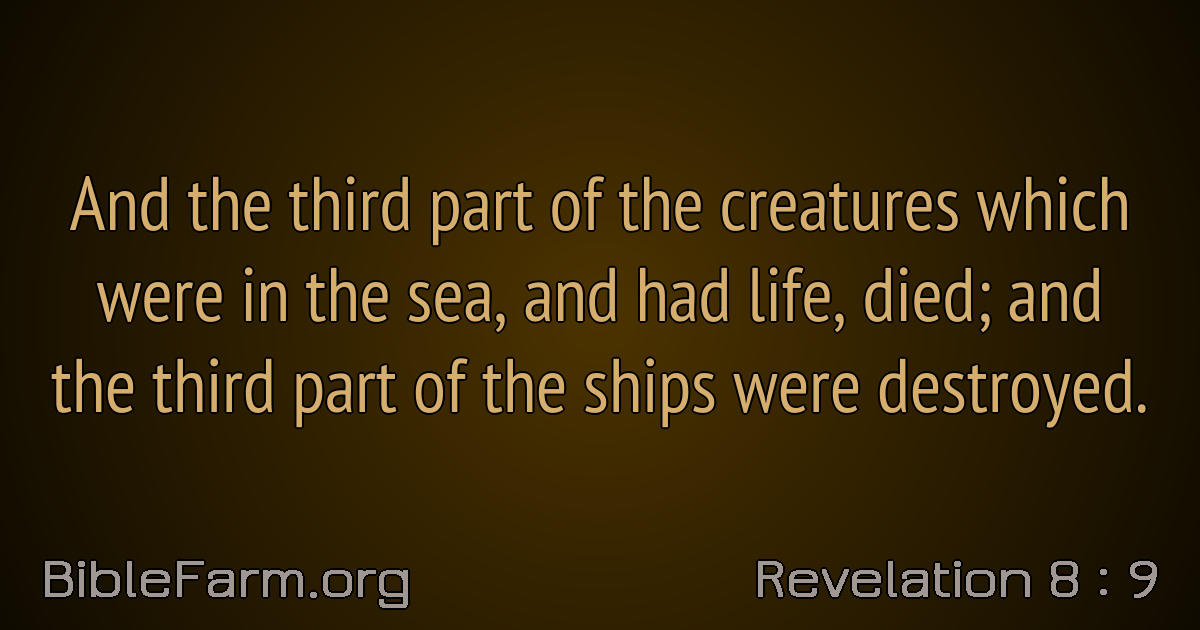 And the third part of the creatures which
were in the sea, and had life, died; and
the third part of the ships were destroyed.
BibleFarm.org
Revelation 8 : 9